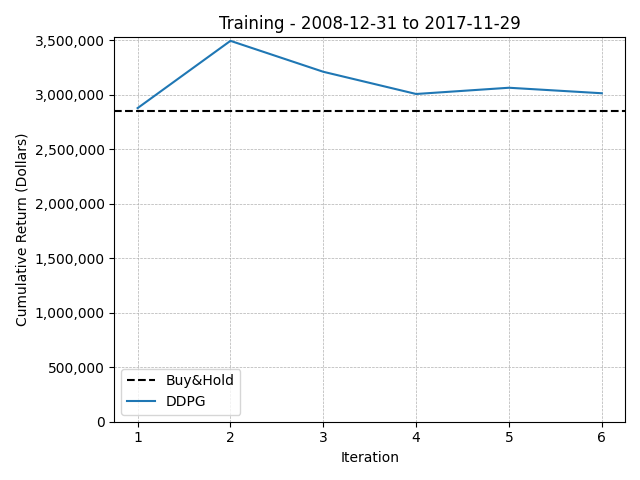 Training - 2008-12-31 to 2017-11-29
Cumulative Return (Dollars)
3,500,000
3,000,000
2,500,000
2,000,000
1,500,000
1,000,000
500,000
0
Buy&Hold
DDPG
1 2 3 4 5 6
Iteration